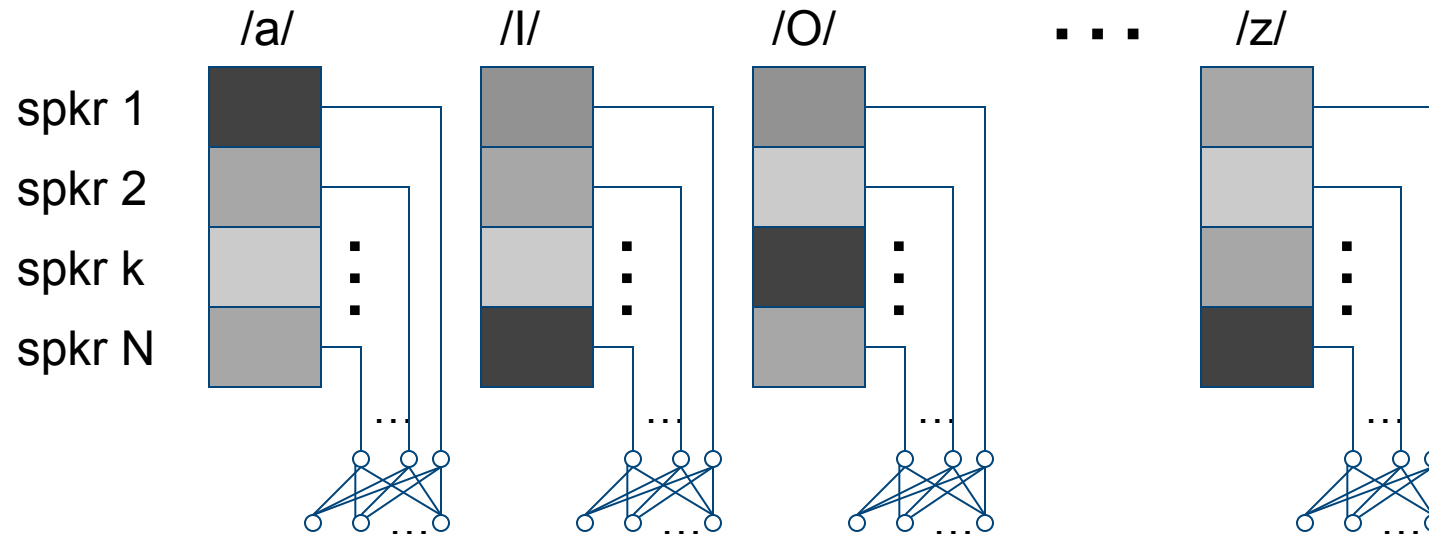 /a/ /I/ /O/ ... /z/
spkr 1
spkr 2
spkr k
spkr N
... ... ... ...
... ... ... ...